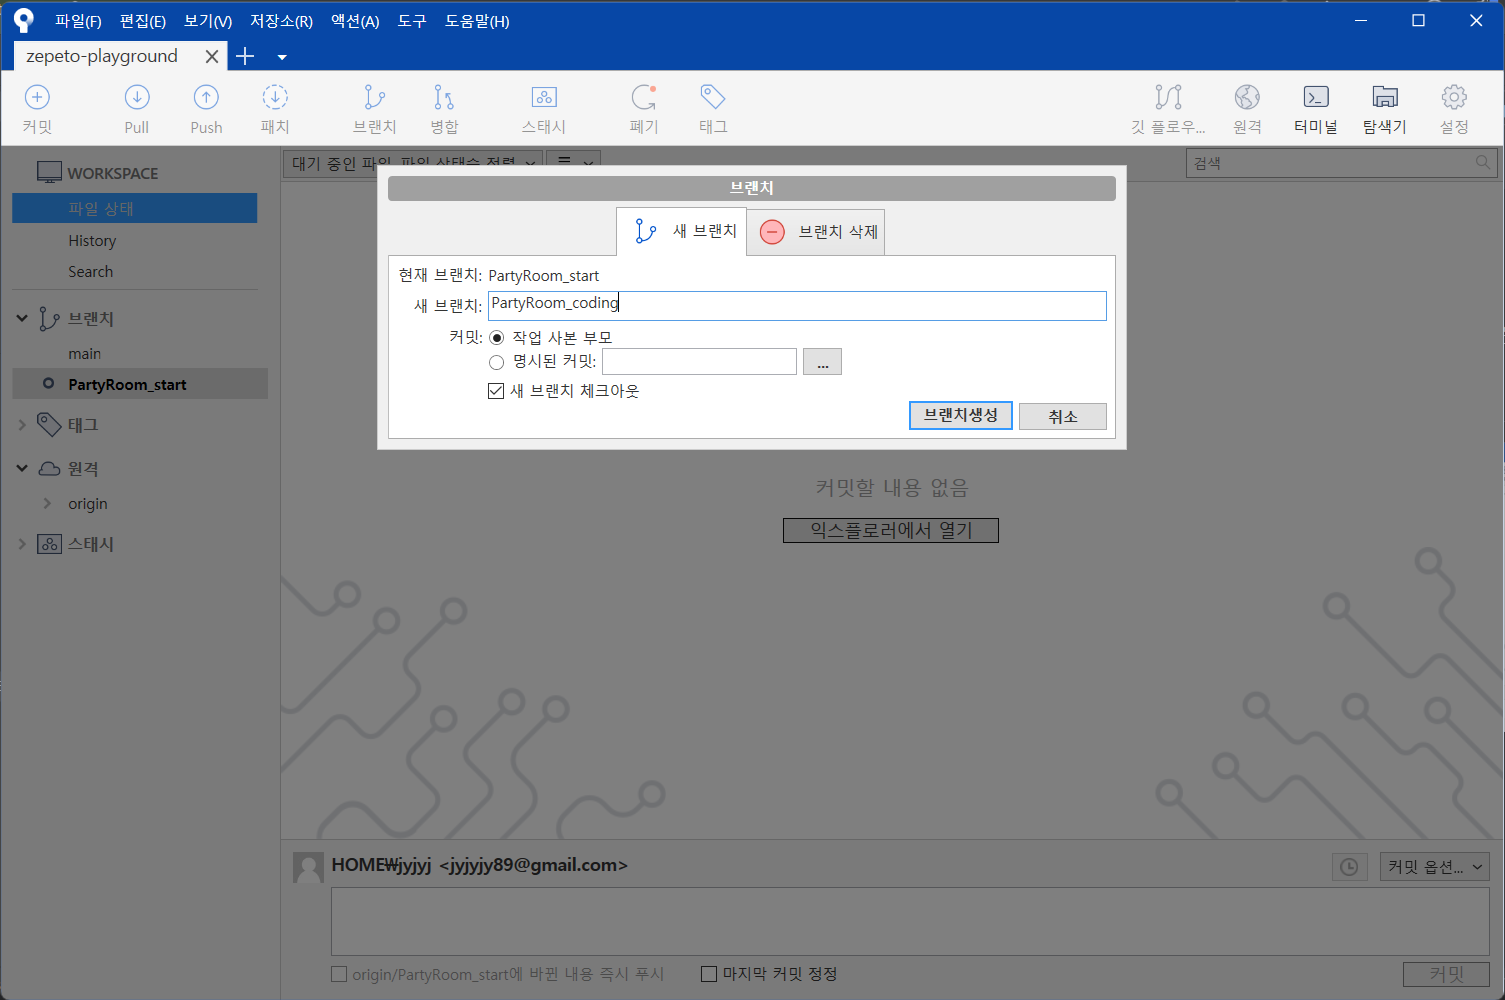 파일(F) 편집(E) 보기(V) 저장소(R) 액션(A) 도구 도움말(H)
zepeto-playground
커밋 Pull Push 패치 브랜치 병합 스태시 폐기 태그 깃 플로우... 원격 터미널 탐색기 설정
WORKSPACE
파일 상태
History
Search
브랜치
main
PartyRoom_start
태그
원격
origin
스태시
대기 중인 파일, 파일 상태순 정렬
검색
브랜치
새 브랜치 브랜치 삭제
현재 브랜치: PartyRoom_start
새 브랜치: PartyRoom_coding
커밋: 작업 사본 부모
명시된 커밋: ...
새 브랜치 체크아웃
브랜치생성 취소
커밋할 내용 없음
익스플로러에서 열기
HOME₩jyjyj <jyjyjy89@gmail.com>
커밋 옵션...
origin/PartyRoom_start에 바뀐 내용 즉시 푸시 마지막 커밋 정정
커밋